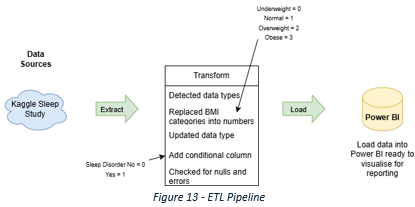 Underweight = 0
Normal = 1
Overweight = 2
Obese = 3
Data
Sources
Kaggle Sleep
Study
Extract
Transform
Detected data types
Replaced BMI
categories into numbers
Updated data type
Add conditional column
Checked for nulls and
errors
Sleep Disorder No = 0
Yes = 1
Load
Power BI
Load data into
Power BI ready to
visualise for
reporting
Figure 13 - ETL Pipeline